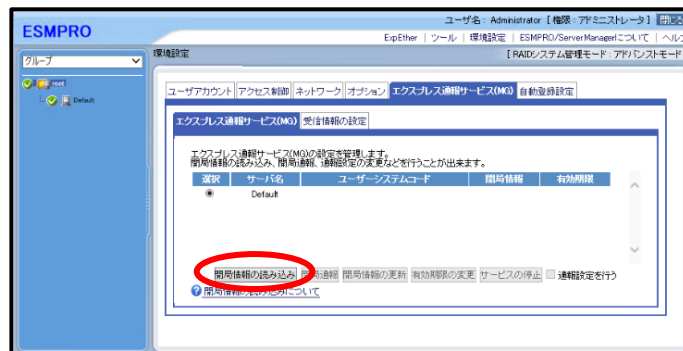 ユーザ名: Administrator [ 権限: アドミニストレータ ] 閉じる
ESMPRO
ExpEther | ツール | 環境設定 | ESMPRO/ServerManagerについて | ヘル
グループ
環境設定
[ RAIDシステム管理モード: アドバンストモード
root
Default
ユーザアカウント アクセス制御 ネットワーク オプション エクスプレス通報サービス(MG) 自動登録設定
エクスプレス通報サービス(MG) 受信情報の設定
エクスプレス通報サービス(MG)の設定を管理します。
開局情報の読み込み、開局通報、通報設定の変更などを行うことが出来ます。
選択 サーバ名 ユーザーシステムコード 開局情報 有効期限
Default
開局情報の読み込み 開局通報 開局情報の更新 有効期限の変更 サービスの停止 通報設定を行う
開局情報の読み込みについて